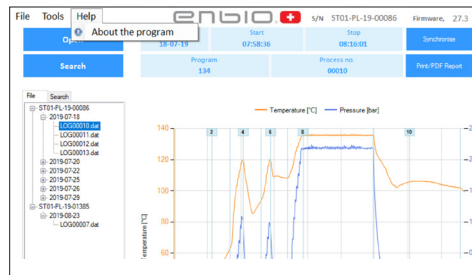 File Tools Help
About the program
enbio
S/N ST01-PL-19-00086
Firmware, 27.3
Open
18-07-19
Start
07:58:36
Stop
08:16:01
Synchronise
Search
Program
134
Process no.
00010
Print/PDF Report
File Search
ST01-PL-19-00086
2019-07-18
LOG00010.dat
LOG00011.dat
LOG00012.dat
LOG00013.dat
2019-07-20
2019-07-22
2019-07-25
2019-07-26
2019-07-29
ST01-PL-19-01385
2019-08-23
LOG00007.dat
Temperature [°C] Pressure [bar]
2 4 6 8 10
140
120
100
80
60
Temperature [°C]